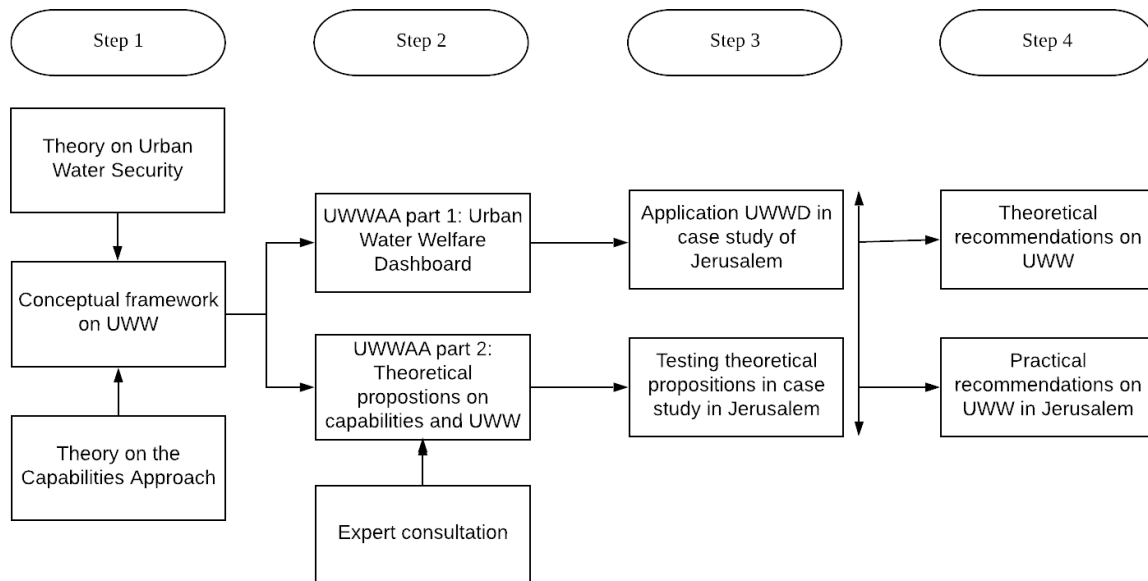 Step 1
Step 2
Step 3
Step 4
Theory on Urban
Water Security
Conceptual framework
on UWW
Theory on the
Capabilities Approach
UWWAA part 1: Urban
Water Welfare
Dashboard
UWWAA part 2:
Theoretical
propostions on
capabilities and UWW
Expert consultation
Application UWWD in
case study of
Jerusalem
Testing theoretical
propositions in case
study in Jerusalem
Theoretical
recommendations on
UWW
Practical
recommendations on
UWW in Jerusalem